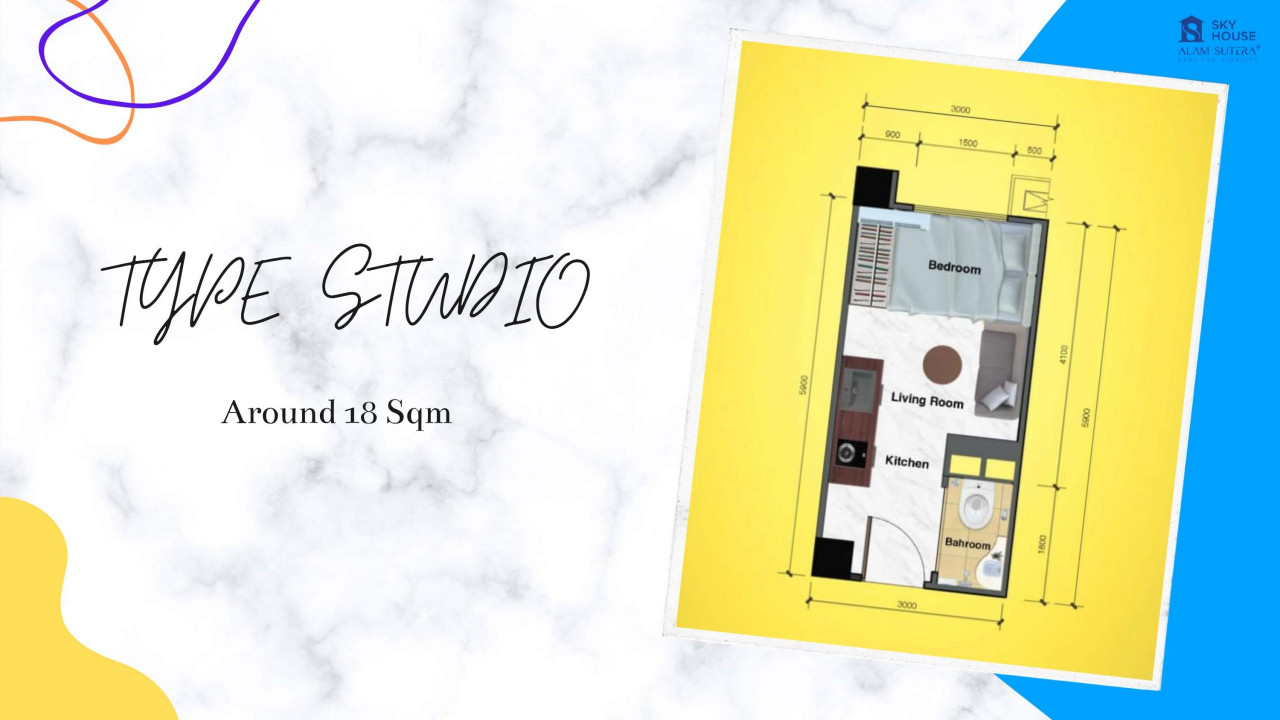 SKY
HOUSE
ALAM SUTERA+
TYPE STUDIO
Around 18 Sqm
3000
900
1500
600
Bedroom
5900
4100
5900
Living Room
Kitchen
Bahroom
1800
3000